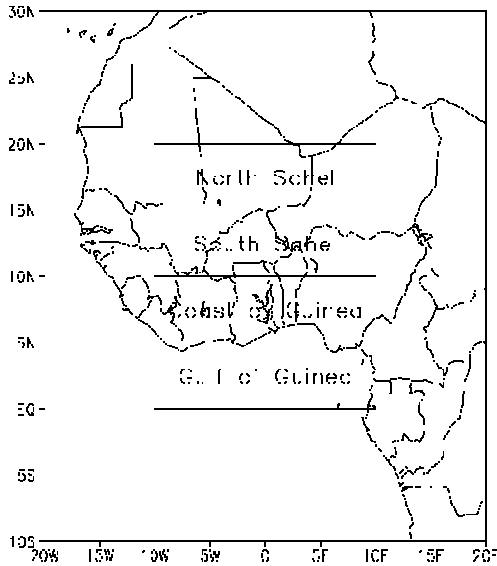 30N
25N
20N
North Sahel
15N
South Sahel
10N
Coast of Guinea
5N
Gulf of Guinea
EQ
5S
10S
20W 15W 10W 5W 0 5E 10E 15E 20E